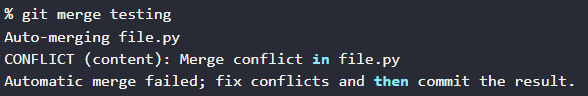 % git merge testing
Auto-merging file.py
CONFLICT (content): Merge conflict in file.py
Automatic merge failed; fix conflicts and then commit the result.